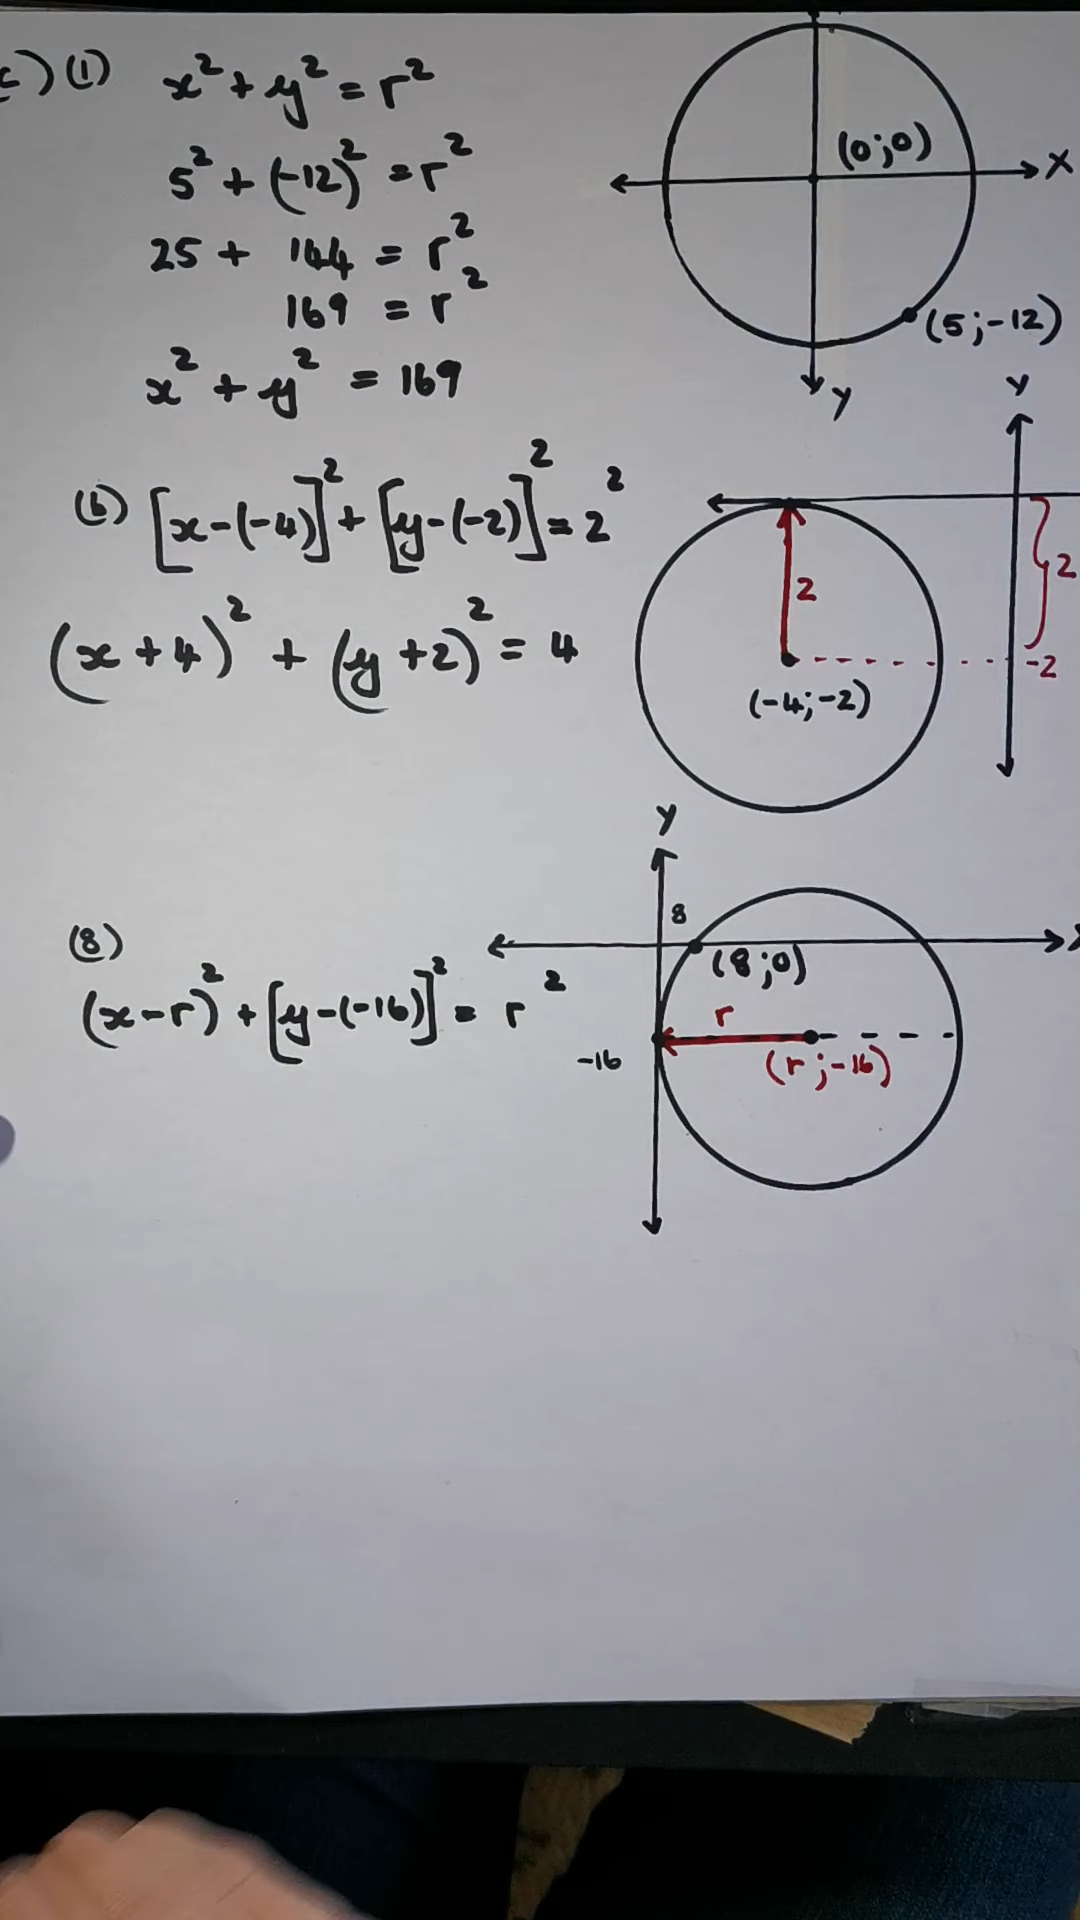 c) (1) x² + y² = r²
5² + (-12)² = r²
25 + 144 = r²
169 = r²
x² + y² = 169
(0;0)
X
(5;-12)
y
(6) [x-(-4)]² + [y-(-2)]² = 2²
(x+4)² + (y+2)² = 4
y
2
2
-2
(-4;-2)
(8)
(x-r)² + [y-(-16)]² = r²
y
8
(8;0)
X
r
-16
(r;-16)